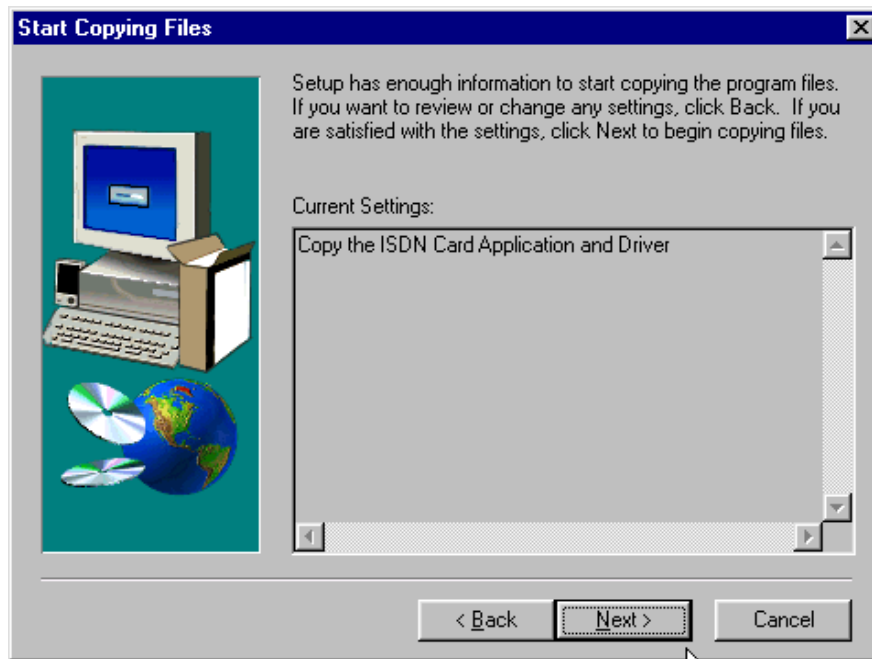 Start Copying Files
Setup has enough information to start copying the program files.
If you want to review or change any settings, click Back.  If you
are satisfied with the settings, click Next to begin copying files.
Current Settings:
Copy the ISDN Card Application and Driver
< Back
Next >
Cancel